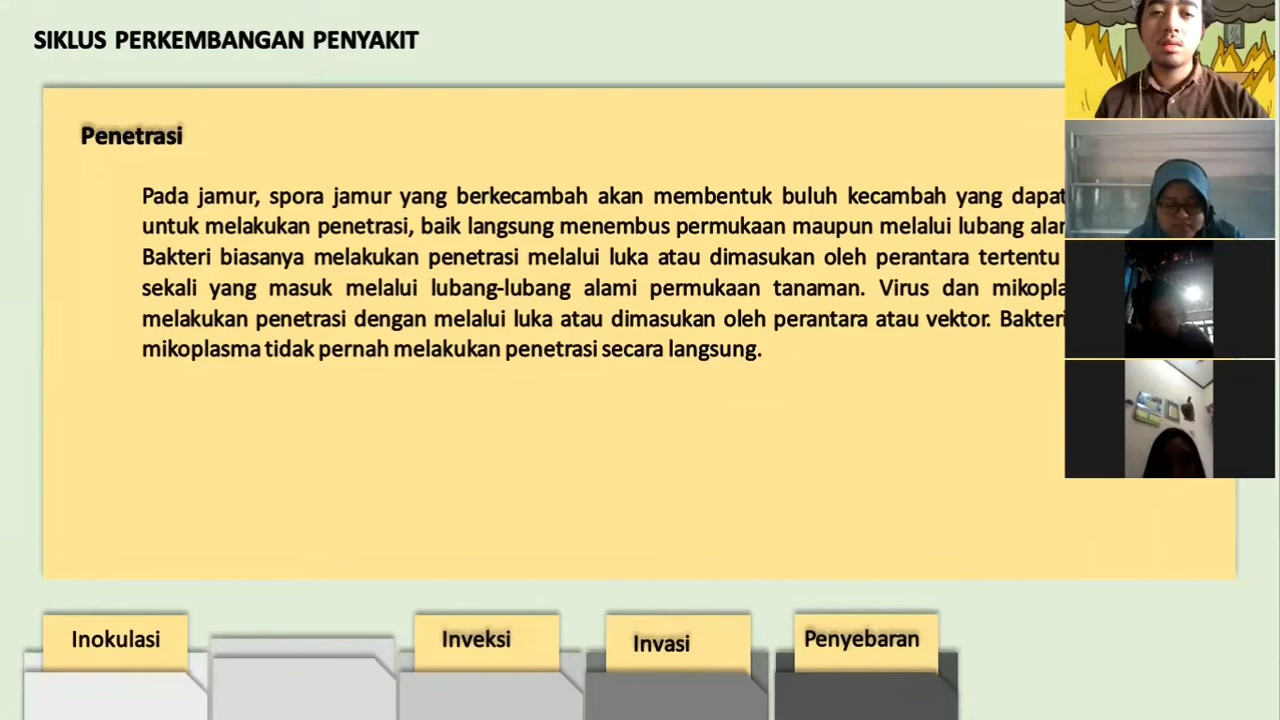 SIKLUS PERKEMBANGAN PENYAKIT
Penetrasi
Pada jamur, spora jamur yang berkecambah akan membentuk buluh kecambah yang dapat
untuk melakukan penetrasi, baik langsung menembus permukaan maupun melalui lubang
Bakteri biasanya melakukan penetrasi melalui luka atau dimasukan oleh perantara tertentu
sekali yang masuk melalui lubang-lubang alami permukaan tanaman. Virus dan
melakukan penetrasi dengan melalui luka atau dimasukan oleh perantara atau vektor. Bakteri
mikoplasma tidak pernah melakukan penetrasi secara langsung.
Inokulasi
Inveksi
Invasi
Penyebaran